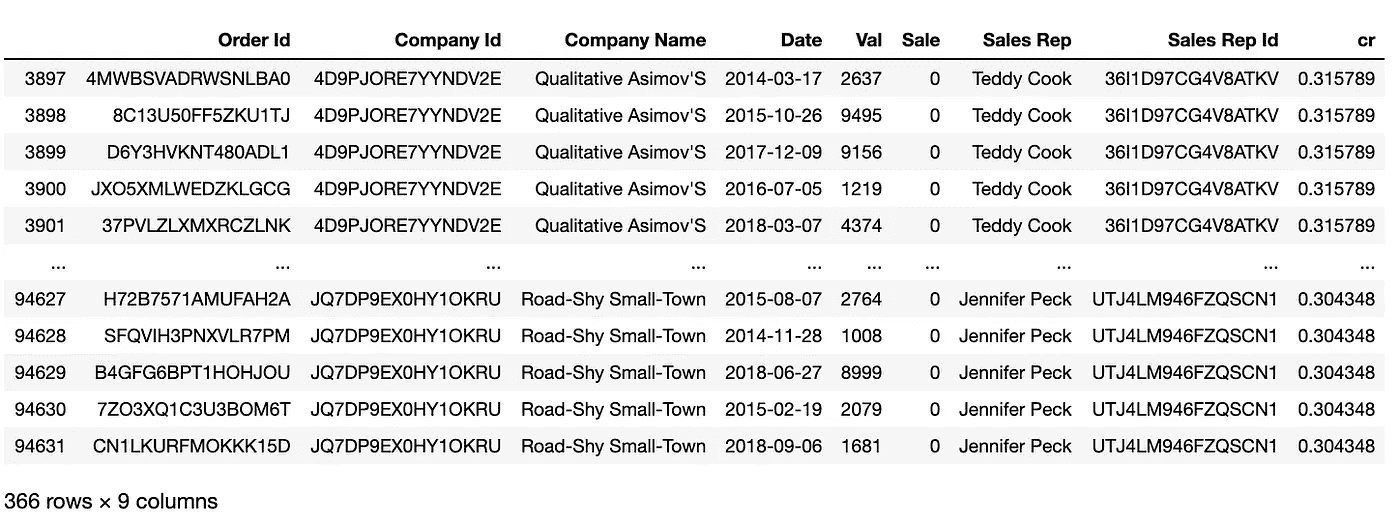 Order Id Company Id Company Name Date Val Sale Sales Rep Sales Rep Id cr
3897 4MWBSVADRWSNLBA0 4D9PJORE7YYNDV2E Qualitative Asimov'S 2014-03-17 2637 0 Teddy Cook 36I1D97CG4V8ATKV 0.315789
3898 8C13U50FF5ZKU1TJ 4D9PJORE7YYNDV2E Qualitative Asimov'S 2015-10-26 9495 0 Teddy Cook 36I1D97CG4V8ATKV 0.315789
3899 D6Y3HVKNT480ADL1 4D9PJORE7YYNDV2E Qualitative Asimov'S 2017-12-09 9156 0 Teddy Cook 36I1D97CG4V8ATKV 0.315789
3900 JXO5XMLWEDZKLGCG 4D9PJORE7YYNDV2E Qualitative Asimov'S 2016-07-05 1219 0 Teddy Cook 36I1D97CG4V8ATKV 0.315789
3901 37PVLZLXMXRCZLNK 4D9PJORE7YYNDV2E Qualitative Asimov'S 2018-03-07 4374 0 Teddy Cook 36I1D97CG4V8ATKV 0.315789
... ... ... ... ... ... ... ... ... ...
94627 H72B7571AMUFAH2A JQ7DP9EX0HY1OKRU Road-Shy Small-Town 2015-08-07 2764 0 Jennifer Peck UTJ4LM946FZQSCN1 0.304348
94628 SFQVIH3PNXVLR7PM JQ7DP9EX0HY1OKRU Road-Shy Small-Town 2014-11-28 1008 0 Jennifer Peck UTJ4LM946FZQSCN1 0.304348
94629 B4GFG6BPT1HOHJOU JQ7DP9EX0HY1OKRU Road-Shy Small-Town 2018-06-27 8999 0 Jennifer Peck UTJ4LM946FZQSCN1 0.304348
94630 7ZO3XQ1C3U3BOM6T JQ7DP9EX0HY1OKRU Road-Shy Small-Town 2015-02-19 2079 0 Jennifer Peck UTJ4LM946FZQSCN1 0.304348
94631 CN1LKURFMOKKK15D JQ7DP9EX0HY1OKRU Road-Shy Small-Town 2018-09-06 1681 0 Jennifer Peck UTJ4LM946FZQSCN1 0.304348
366 rows × 9 columns